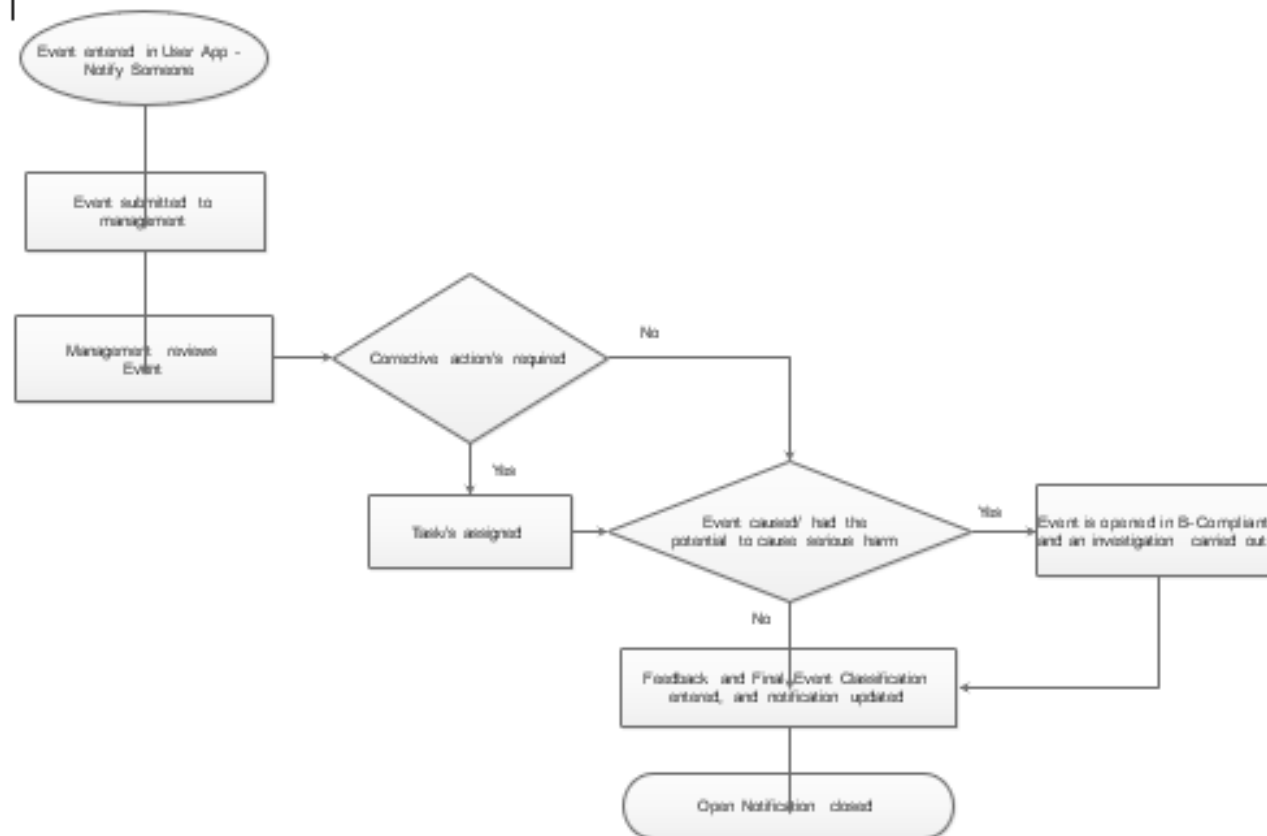 Event entered in User App -
Notify Someone
Event submitted to
management
Management reviews
Event
Corrective action's required
No
Yes
Task/s assigned
Event caused/ had the
potential to cause serious harm
Yes
Event is opened in B-Compliant
and an investigation carried out
No
Feedback and Final Event Classification
entered, and notification updated
Open Notification closed